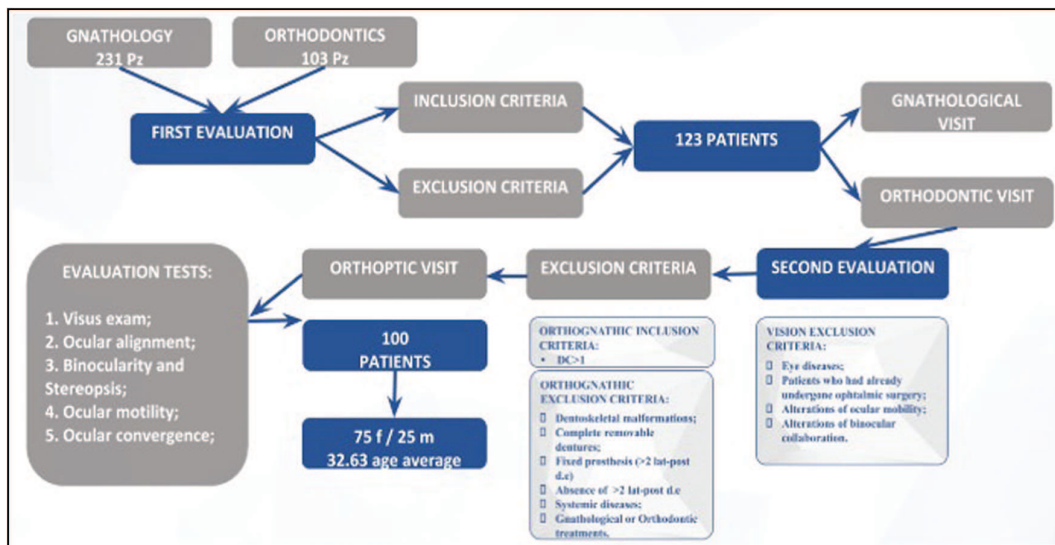 GNATHOLOGY
231 Pz
ORTHODONTICS
103 Pz
FIRST EVALUATION
INCLUSION CRITERIA
EXCLUSION CRITERIA
123 PATIENTS
GNATHOLOGICAL
VISIT
ORTHODONTIC VISIT
SECOND EVALUATION
EXCLUSION CRITERIA
ORTHOPTIC VISIT
EVALUATION TESTS:
1. Visus exam;
2. Ocular alignment;
3. Binocularity and
Stereopsis;
4. Ocular motility;
5. Ocular convergence;
100
PATIENTS
75 f / 25 m
32.63 age average
ORTHOGNATHIC INCLUSION
CRITERIA:
• DC>1
ORTHOGNATHIC
EXCLUSION CRITERIA:
Dentoskeletal malformations;
Complete removable
dentures;
Fixed prosthesis (>2 lat-post
d.e)
Absence of >2 lat-post d.e
Systemic diseases;
Gnathological or Orthodontic
treatments.
VISION EXCLUSION
CRITERIA:
Eye diseases;
Patients who had already
undergone ophtalmic surgery;
Alterations of ocular mobility;
Alterations of binocular
collaboration.